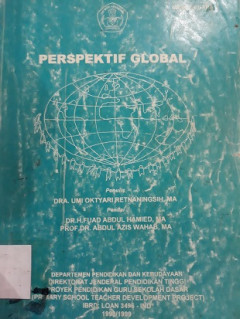 PERSPEKTIF GLOBAL
Penulis
DRA. UMI OKTYARI RETNANINGSIH, MA
DR.H.FUAD ABDUL HAMIED, MA
PROF.DR. ABDUL AZIS WAHAB, MA
DEPARTEMEN PENDIDIKAN DAN KEBUDAYAAN
DIREKTORAT JENDERAL PENDIDIKAN TINGGI
PROYEK PENDIDIKAN GURU SEKOLAH DASAR
(PRIMARY SCHOOL TEACHER DEVELOPMENT PROJECT)
IBRD: LOAN 3496 - IND
1998/1999